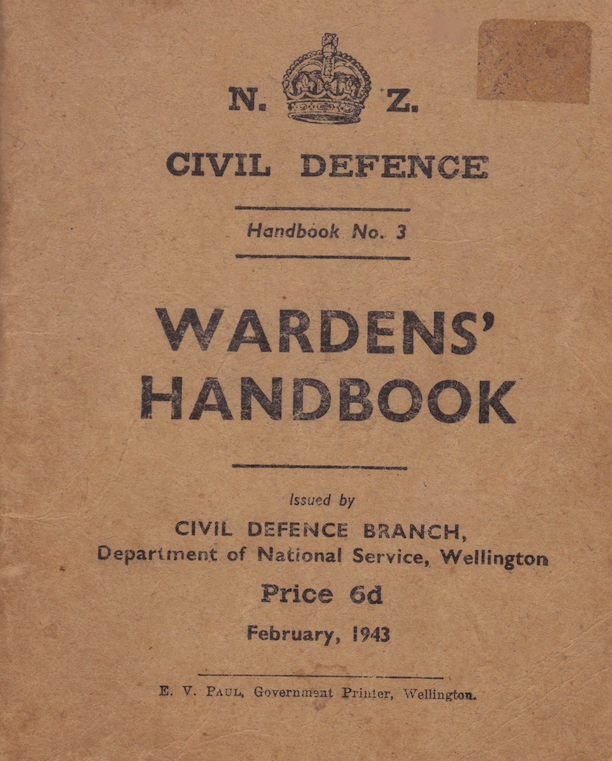 N. Z.
CIVIL DEFENCE
Handbook No. 3
WARDENS’
HANDBOOK
Issued by
CIVIL DEFENCE BRANCH,
Department of National Service, Wellington
Price 6d
February, 1943
E. V. PAUL, Government Printer, Wellington.